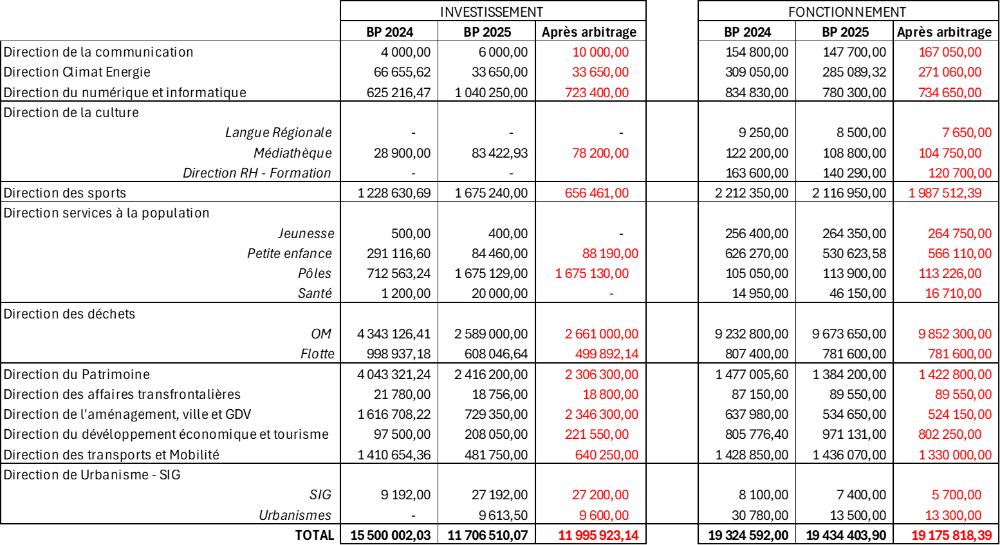 INVESTISSEMENT FONCTIONNEMENT
BP 2024 BP 2025 Après arbitrage BP 2024 BP 2025 Après arbitrage
Direction de la communication 4 000,00 6 000,00 10 000,00 154 800,00 147 700,00 167 050,00
Direction Climat Energie 66 655,62 33 650,00 33 650,00 309 050,00 285 089,32 271 060,00
Direction du numérique et informatique 625 216,47 1 040 250,00 723 400,00 834 830,00 780 300,00 734 650,00
Direction de la culture
Langue Régionale - - - 9 250,00 8 500,00 7 650,00
Médiathèque 28 900,00 83 422,93 78 200,00 122 200,00 108 800,00 104 750,00
Direction RH - Formation - - 163 600,00 140 290,00 120 700,00
Direction des sports 1 228 630,69 1 675 240,00 656 461,00 2 212 350,00 2 116 950,00 1 987 512,39
Direction services à la population
Jeunesse 500,00 400,00 - 256 400,00 264 350,00 264 750,00
Petite enfance 291 116,60 84 460,00 88 190,00 626 270,00 530 623,58 566 110,00
Pôles 712 563,24 1 675 129,00 1 675 130,00 105 050,00 113 900,00 113 226,00
Santé 1 200,00 20 000,00 - 14 950,00 46 150,00 16 710,00
Direction des déchets
OM 4 343 126,41 2 589 000,00 2 661 000,00 9 232 800,00 9 673 650,00 9 852 300,00
Flotte 998 937,18 608 046,64 499 892,14 807 400,00 781 600,00 781 600,00
Direction du Patrimoine 4 043 321,24 2 416 200,00 2 306 300,00 1 477 005,60 1 384 200,00 1 422 800,00
Direction des affaires transfrontalières 21 780,00 18 756,00 18 800,00 87 150,00 89 550,00 89 550,00
Direction de l'aménagement, ville et GDV 1 616 708,22 729 350,00 2 346 300,00 637 980,00 534 650,00 524 150,00
Direction du dévéloppement économique et tourisme 97 500,00 208 050,00 221 550,00 805 776,40 971 131,00 802 250,00
Direction des transports et Mobilité 1 410 654,36 481 750,00 640 250,00 1 428 850,00 1 436 070,00 1 330 000,00
Direction de Urbanisme - SIG
SIG 9 192,00 27 192,00 27 200,00 8 100,00 7 400,00 5 700,00
Urbanismes - 9 613,50 9 600,00 30 780,00 13 500,00 13 300,00
TOTAL 15 500 002,03 11 706 510,07 11 995 923,14 19 324 592,00 19 434 403,90 19 175 818,39